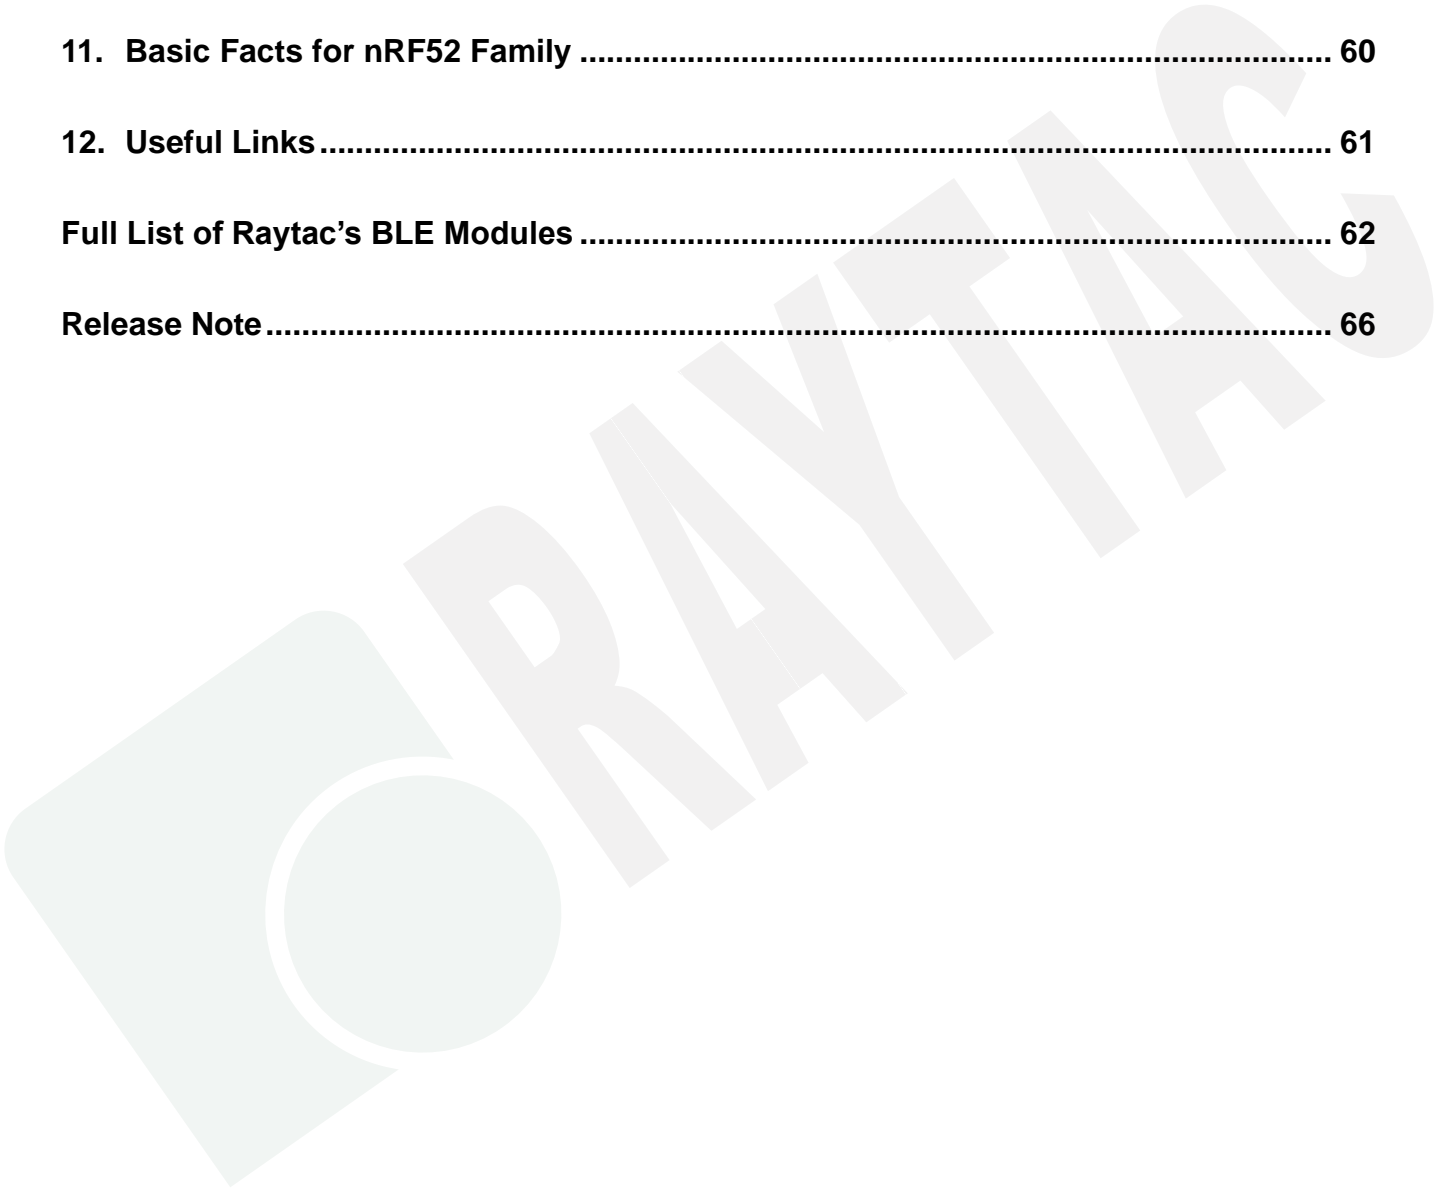 11. Basic Facts for nRF52 Family ..................................................................................... 60
12. Useful Links ................................................................................................................... 61
Full List of Raytac’s BLE Modules ..................................................................................... 62
Release Note ......................................................................................................................... 66
RAYTAC